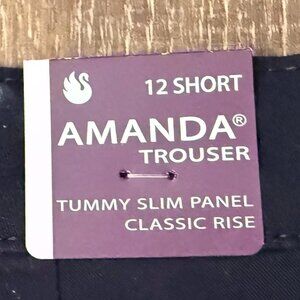 12 SHORT
AMANDA®
TROUSER
TUMMY SLIM PANEL
CLASSIC RISE